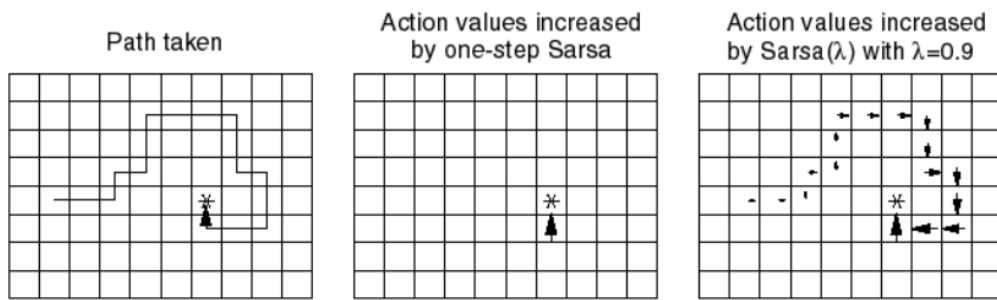 Path taken
Action values increased
by one-step Sarsa
Action values increased
by Sarsa(λ) with λ=0.9
*
*
*